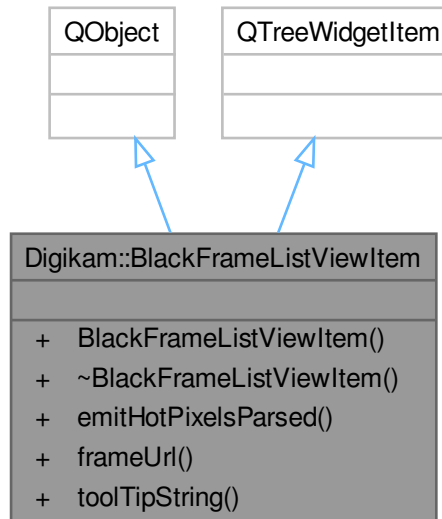 QObject
QTreeWidgetItem
Digikam::BlackFrameListViewItem
+ BlackFrameListViewItem()
+ ~BlackFrameListViewItem()
+ emitHotPixelsParsed()
+ frameUrl()
+ toolTipString()